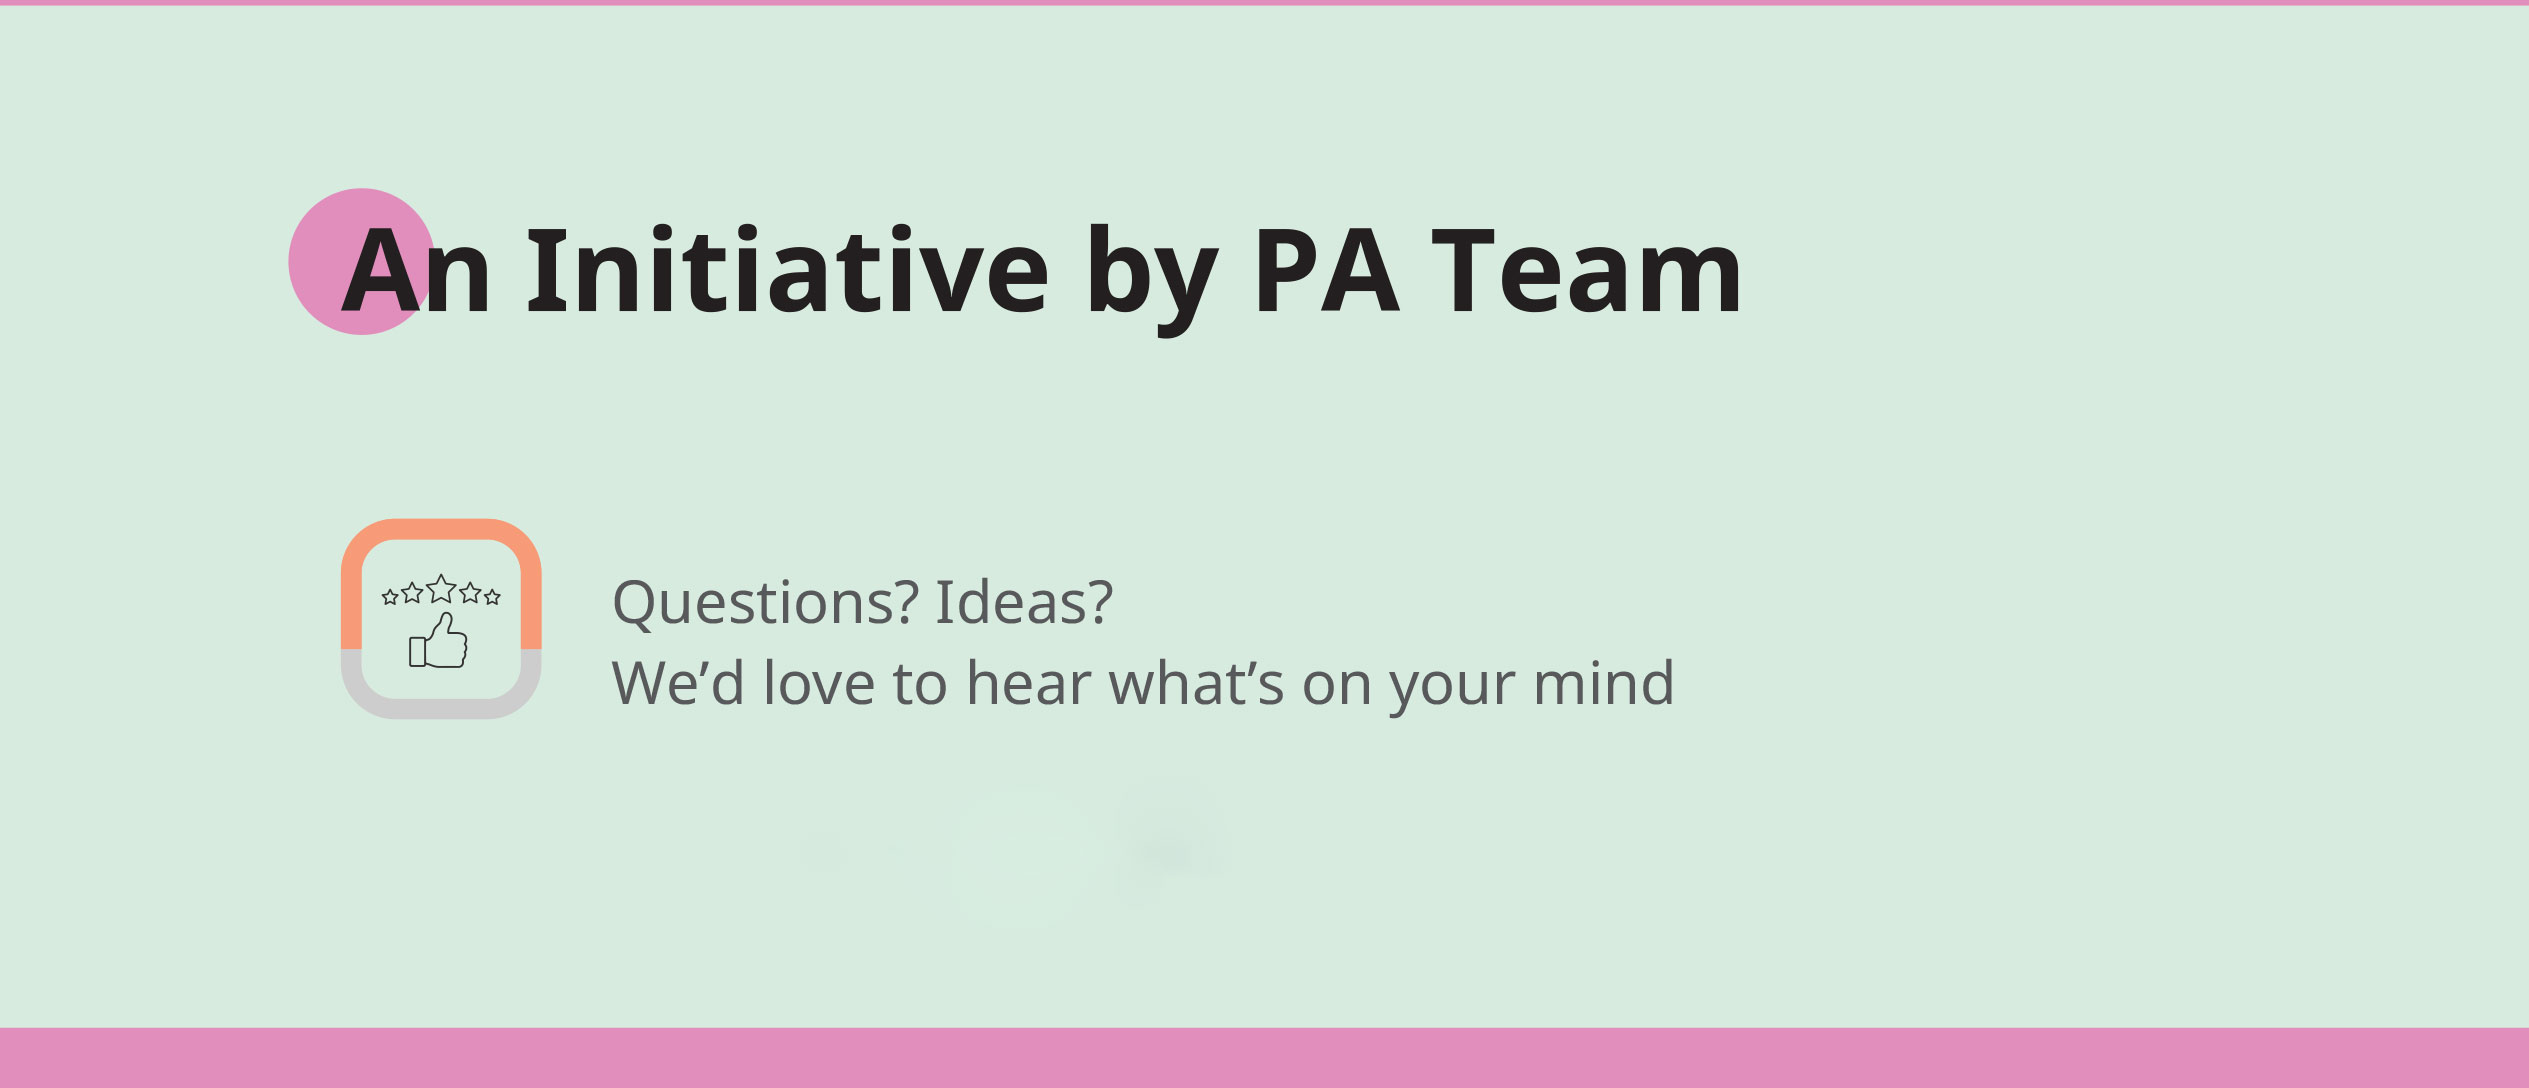 An Initiative by PA Team
Questions? Ideas?
We’d love to hear what’s on your mind